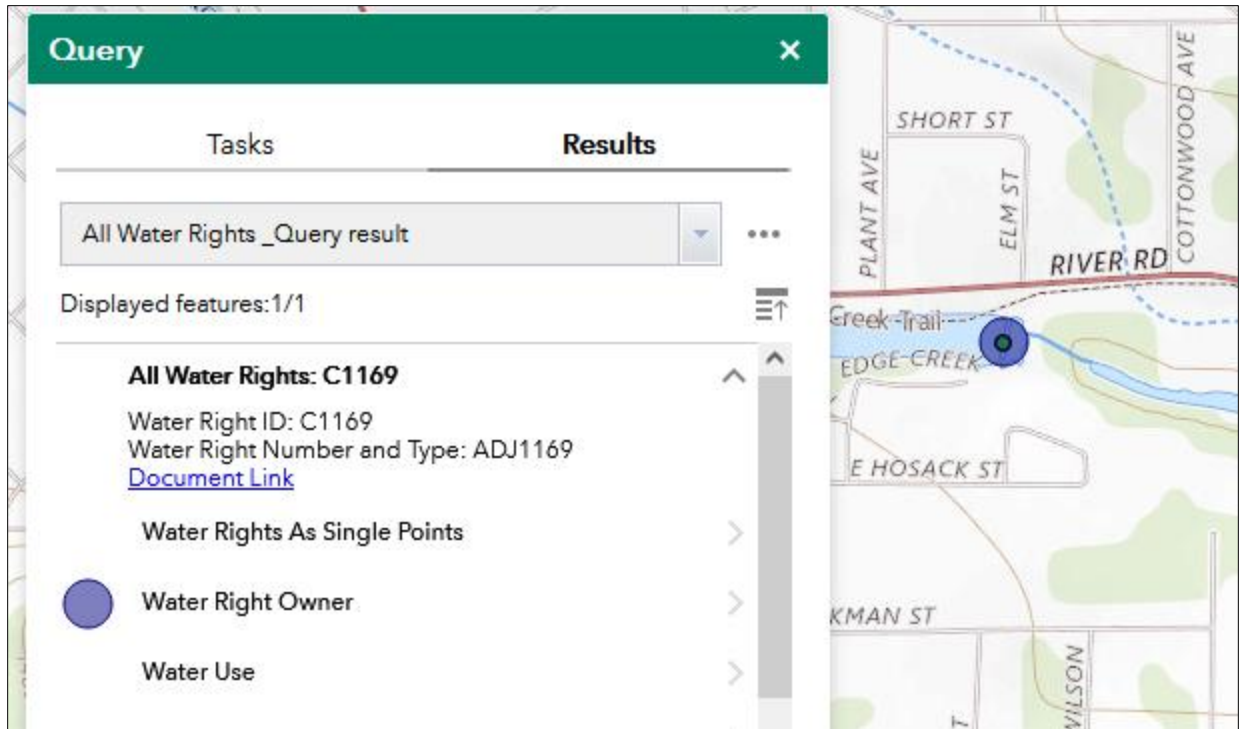 Query
×
Tasks
Results
All Water Rights _Query result
Displayed features:1/1
All Water Rights: C1169
Water Right ID: C1169
Water Right Number and Type: ADJ1169
Document Link
Water Rights As Single Points
Water Right Owner
Water Use
SHORT ST
PLANT AVE
ELM ST
COTTONWOOD AVE
RIVER RD
Creek Trail
EDGE CREEK
E HOSACK ST
KMAN ST
WILSON
T